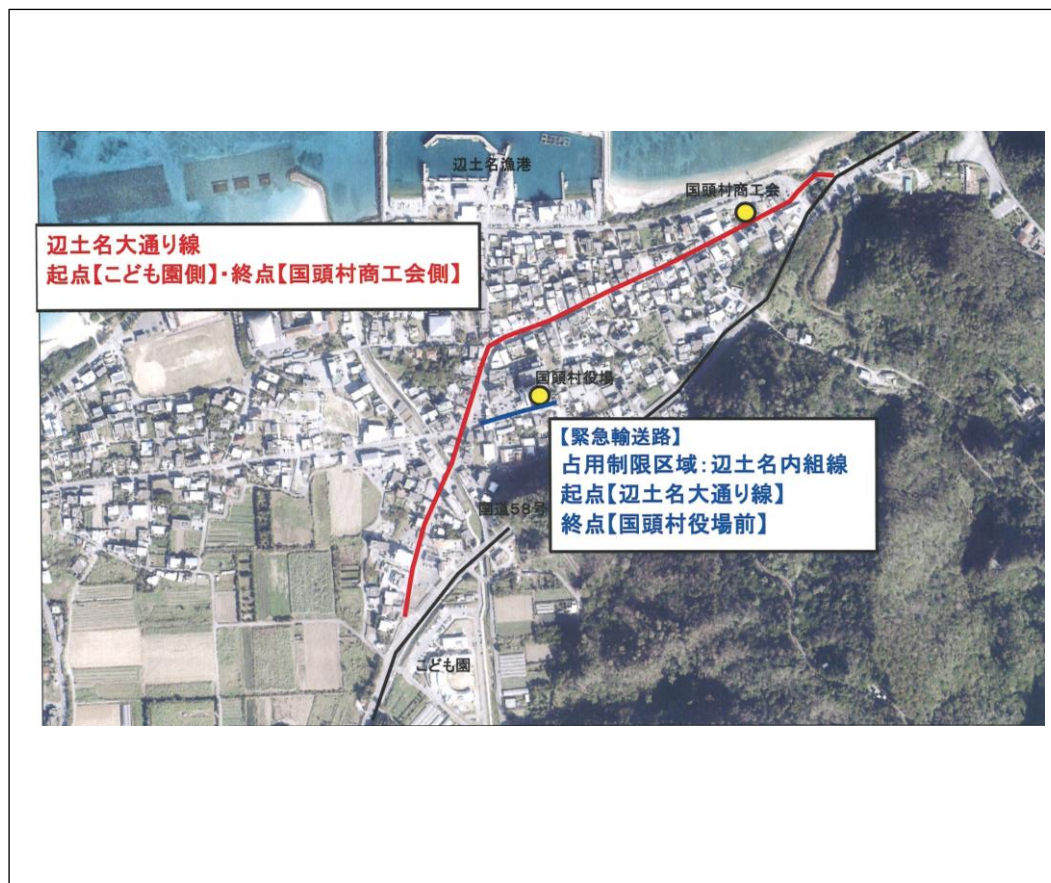 辺土名漁港
国頭村商工会
辺土名大通り線
起点【こども園側】・終点【国頭村商工会側】
国頭村役場
【緊急輸送路】
占用制限区域:辺土名内組線
起点【辺土名大通り線】
終点【国頭村役場前】
国道58号
こども園